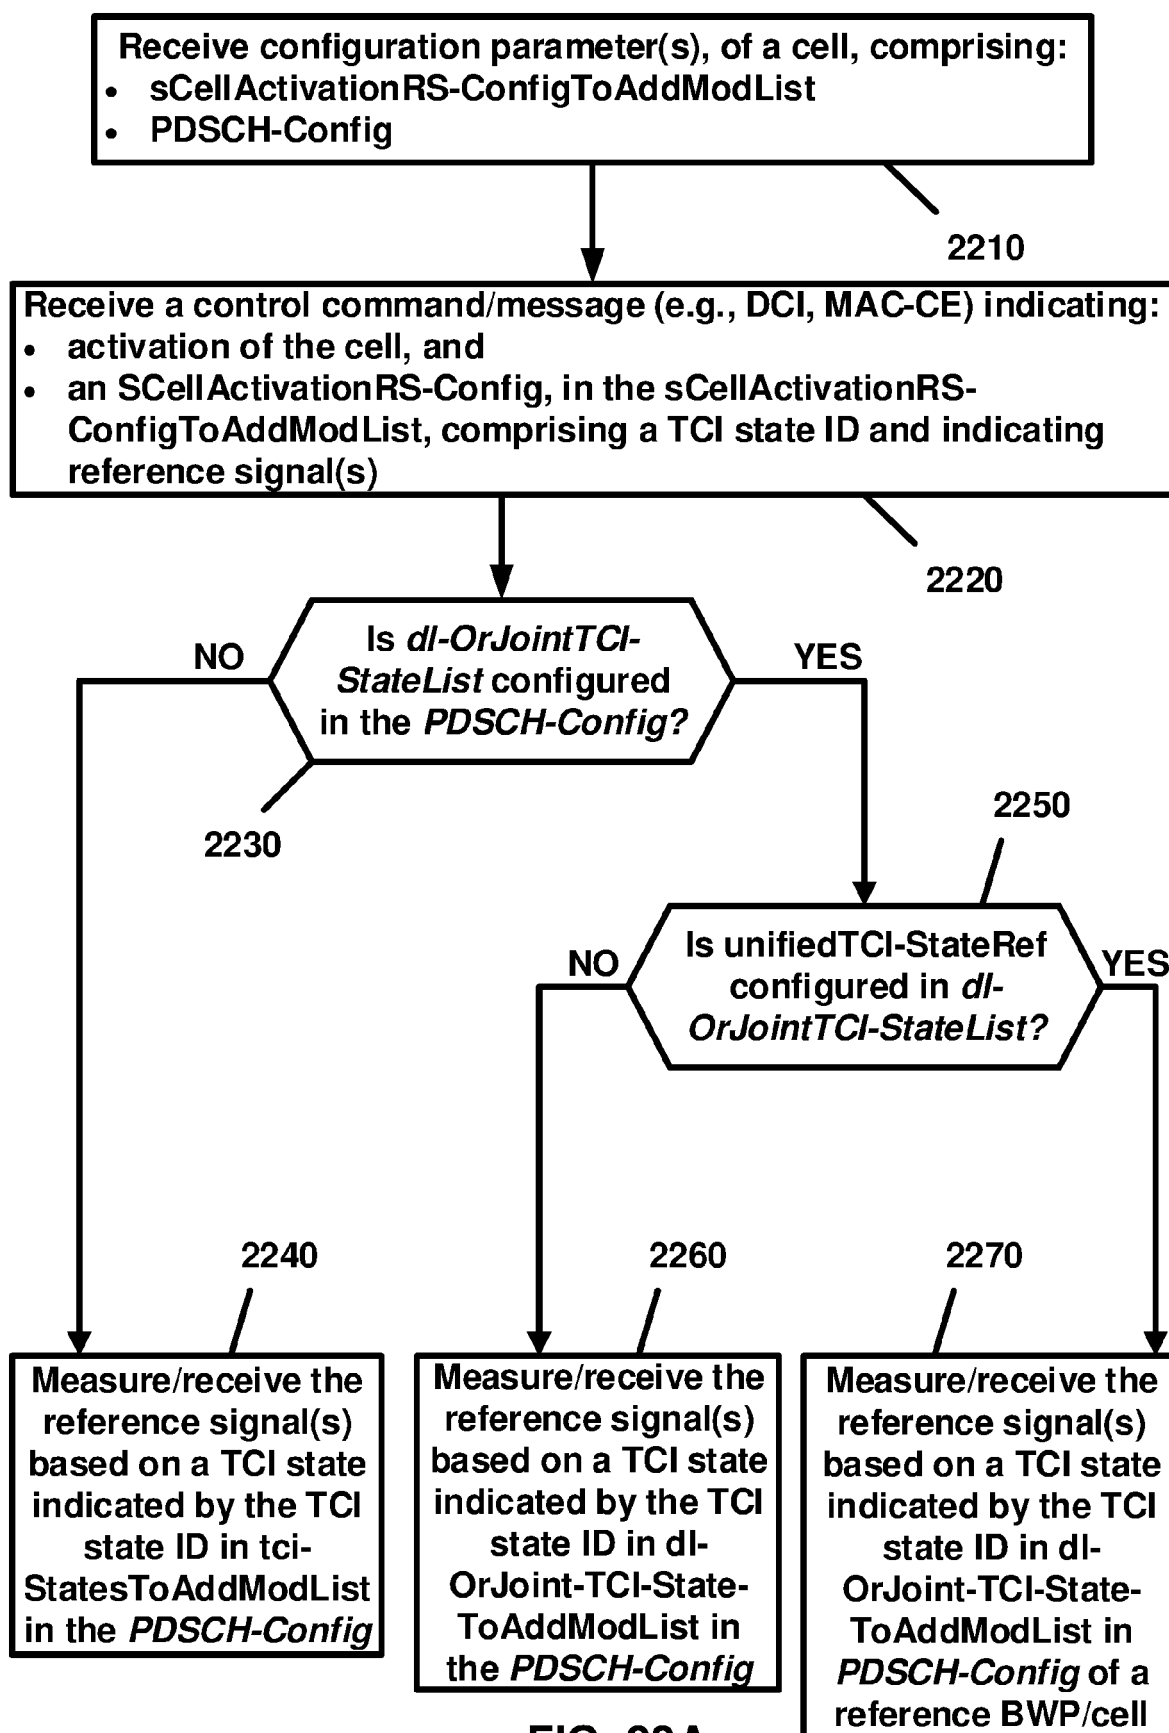 Receive configuration parameter(s), of a cell, comprising:
• sCellActivationRS-ConfigToAddModList
• PDSCH-Config
2210
Receive a control command/message (e.g., DCI, MAC-CE) indicating:
• activation of the cell, and
• an SCellActivationRS-Config, in the sCellActivationRS-
ConfigToAddModList, comprising a TCI state ID and indicating
reference signal(s)
2220
Is dl-OrJointTCI-
StateList configured
in the PDSCH-Config?
NO
YES
2230
2250
Is unifiedTCI-StateRef
configured in dl-
OrJointTCI-StateList?
NO
YES
2240
Measure/receive the
reference signal(s)
based on a TCI state
indicated by the TCI
state ID in tci-
StatesToAddModList
in the PDSCH-Config
2260
Measure/receive the
reference signal(s)
based on a TCI state
indicated by the TCI
state ID in dl-
OrJoint-TCI-State-
ToAddModList in
the PDSCH-Config
2270
Measure/receive the
reference signal(s)
based on a TCI state
indicated by the TCI
state ID in dl-
OrJoint-TCI-State-
ToAddModList in
PDSCH-Config of a
reference BWP/cell